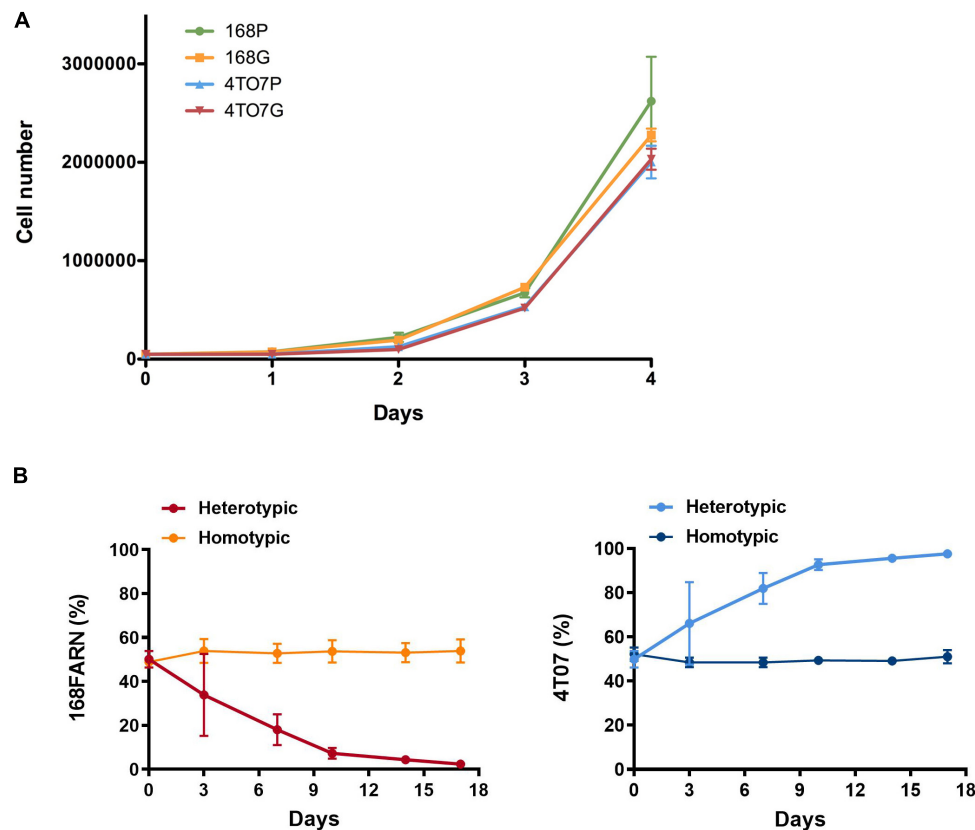 A
168P
168G
4TO7P
4TO7G
3000000
2000000
1000000
0
Cell number
0 1 2 3 4
Days
B
Heterotypic
Homotypic
100
80
60
40
20
0
168FARN (%)
0 3 6 9 12 15 18
Days
Heterotypic
Homotypic
100
80
60
40
20
0
4T07 (%)
0 3 6 9 12 15 18
Days